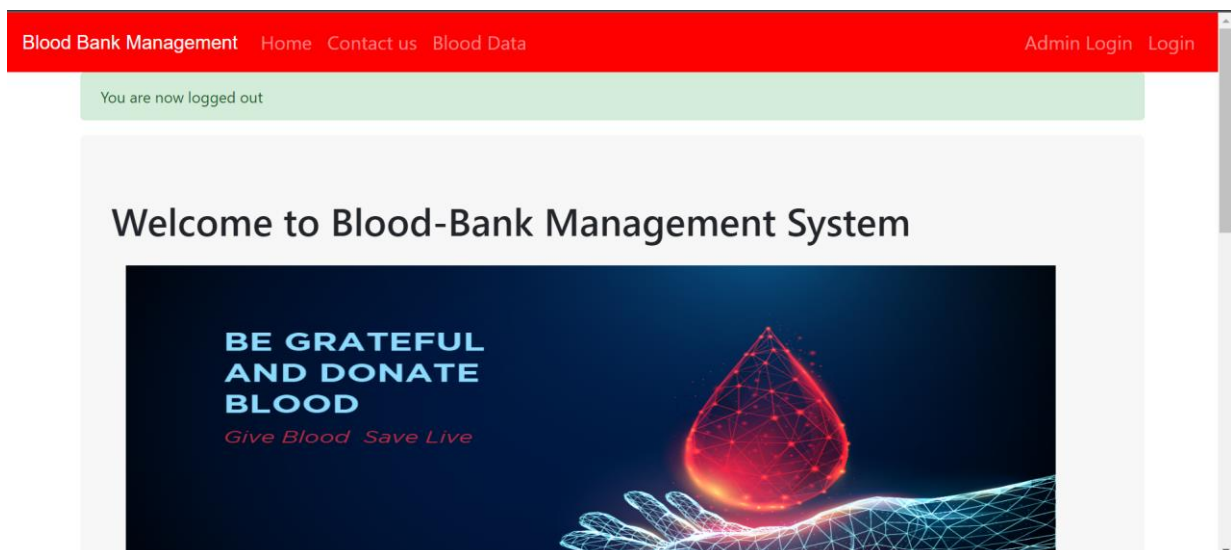 Blood Bank Management Home Contact us Blood Data Admin Login Login
You are now logged out
Welcome to Blood-Bank Management System
BE GRATEFUL
AND DONATE
BLOOD
Give Blood Save Live